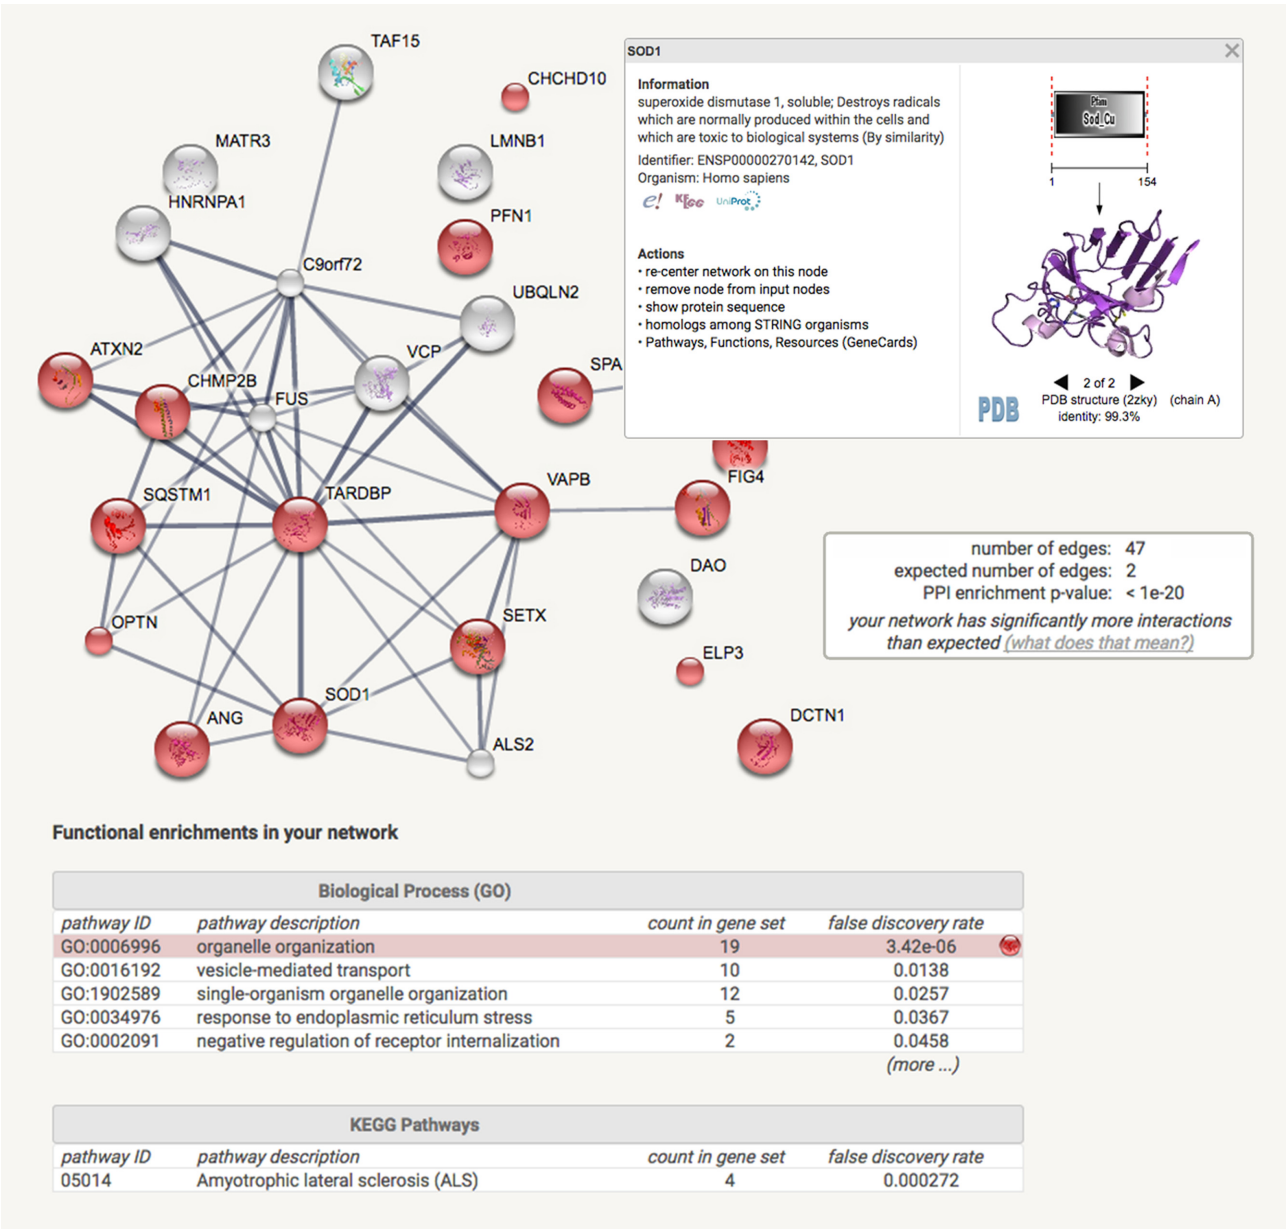 TAF15
CHCHD10
MATR3
LMNB1
HNRNPA1
PFN1
C9orf72
UBQLN2
ATXN2
VCP
CHMP2B
SPA
FUS
FIG4
VAPB
SQSTM1
TARDBP
DAO
OPTN
SETX
ELP3
SOD1
ANG
DCTN1
ALS2
SOD1
Information
superoxide dismutase 1, soluble; Destroys radicals
which are normally produced within the cells and
which are toxic to biological systems (By similarity)
Identifier: ENSP00000270142, SOD1
Organism: Homo sapiens
e! KEGG UniProt
Actions
• re-center network on this node
• remove node from input nodes
• show protein sequence
• homologs among STRING organisms
• Pathways, Functions, Resources (GeneCards)
Pfam
Sod_Cu
1 154
2 of 2
PDB
PDB structure (2zky) (chain A)
identity: 99.3%
number of edges: 47
expected number of edges: 2
PPI enrichment p-value: < 1e-20
your network has significantly more interactions
than expected (what does that mean?)
Functional enrichments in your network
Biological Process (GO)
pathway ID pathway description count in gene set false discovery rate
GO:0006996 organelle organization 19 3.42e-06
GO:0016192 vesicle-mediated transport 10 0.0138
GO:1902589 single-organism organelle organization 12 0.0257
GO:0034976 response to endoplasmic reticulum stress 5 0.0367
GO:0002091 negative regulation of receptor internalization 2 0.0458
(more ...)
KEGG Pathways
pathway ID pathway description count in gene set false discovery rate
05014 Amyotrophic lateral sclerosis (ALS) 4 0.000272